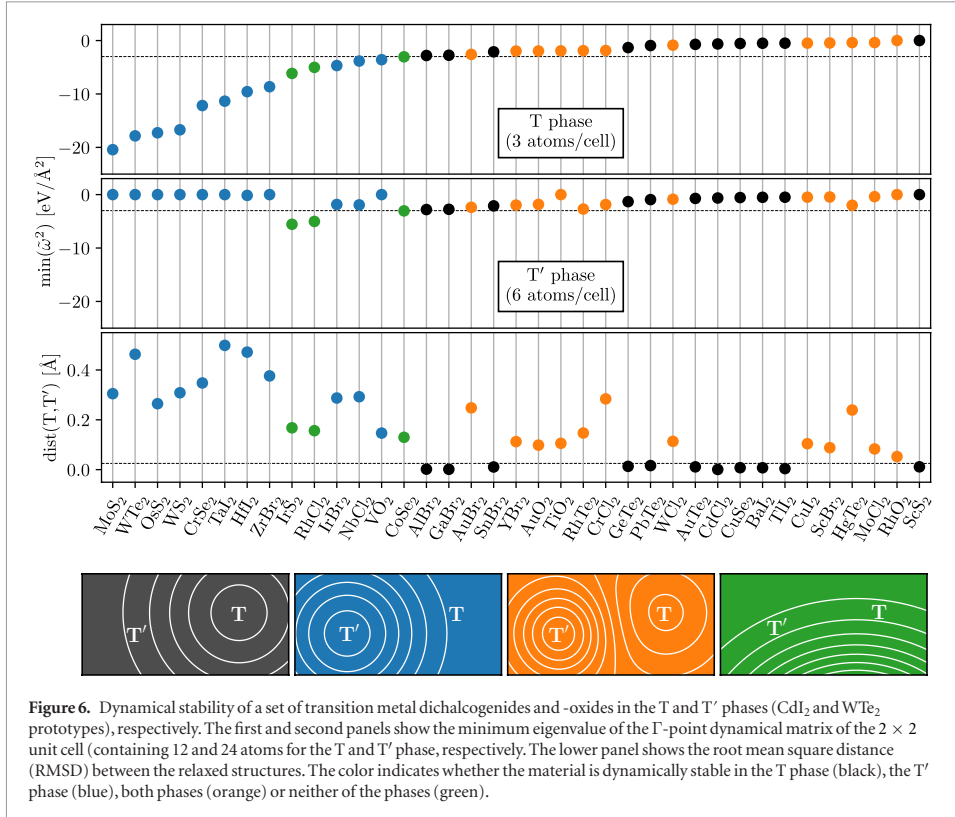 0
−10
−20
T phase
(3 atoms/cell)
0
−10
−20
min(ω̃²) [eV/Å²]
T′ phase
(6 atoms/cell)
0.4
0.2
0.0
dist(T,T′) [Å]
MoS₂
WTe₂
OsS₂
WS₂
CrSe₂
TaI₂
HfI₂
ZrBr₂
IrS₂
RhCl₂
IrBr₂
NbCl₂
VO₂
CoSe₂
AlBr₂
GaBr₂
AuBr₂
SnBr₂
YBr₂
AuO₂
TiO₂
RhTe₂
CrCl₂
GeTe₂
PbTe₂
WCl₂
AuTe₂
CdCl₂
CuSe₂
BaI₂
TlI₂
CuI₂
ScBr₂
HgTe₂
MoCl₂
RhO₂
ScS₂
T′ T
T′ T
T′ T
T′ T
Figure 6. Dynamical stability of a set of transition metal dichalcogenides and -oxides in the T and T′ phases (CdI₂ and WTe₂
prototypes), respectively. The first and second panels show the minimum eigenvalue of the Γ-point dynamical matrix of the 2 × 2
unit cell (containing 12 and 24 atoms for the T and T′ phase, respectively. The lower panel shows the root mean square distance
(RMSD) between the relaxed structures. The color indicates whether the material is dynamically stable in the T phase (black), the T′
phase (blue), both phases (orange) or neither of the phases (green).